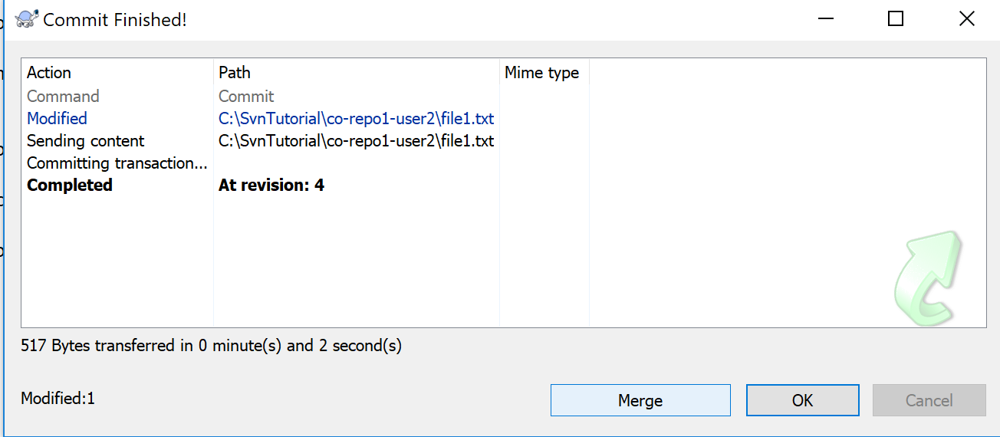 Commit Finished!
Action Path Mime type
Command Commit
Modified C:\SvnTutorial\co-repo1-user2\file1.txt
Sending content C:\SvnTutorial\co-repo1-user2\file1.txt
Committing transaction...
Completed At revision: 4
517 Bytes transferred in 0 minute(s) and 2 second(s)
Modified:1 Merge OK Cancel